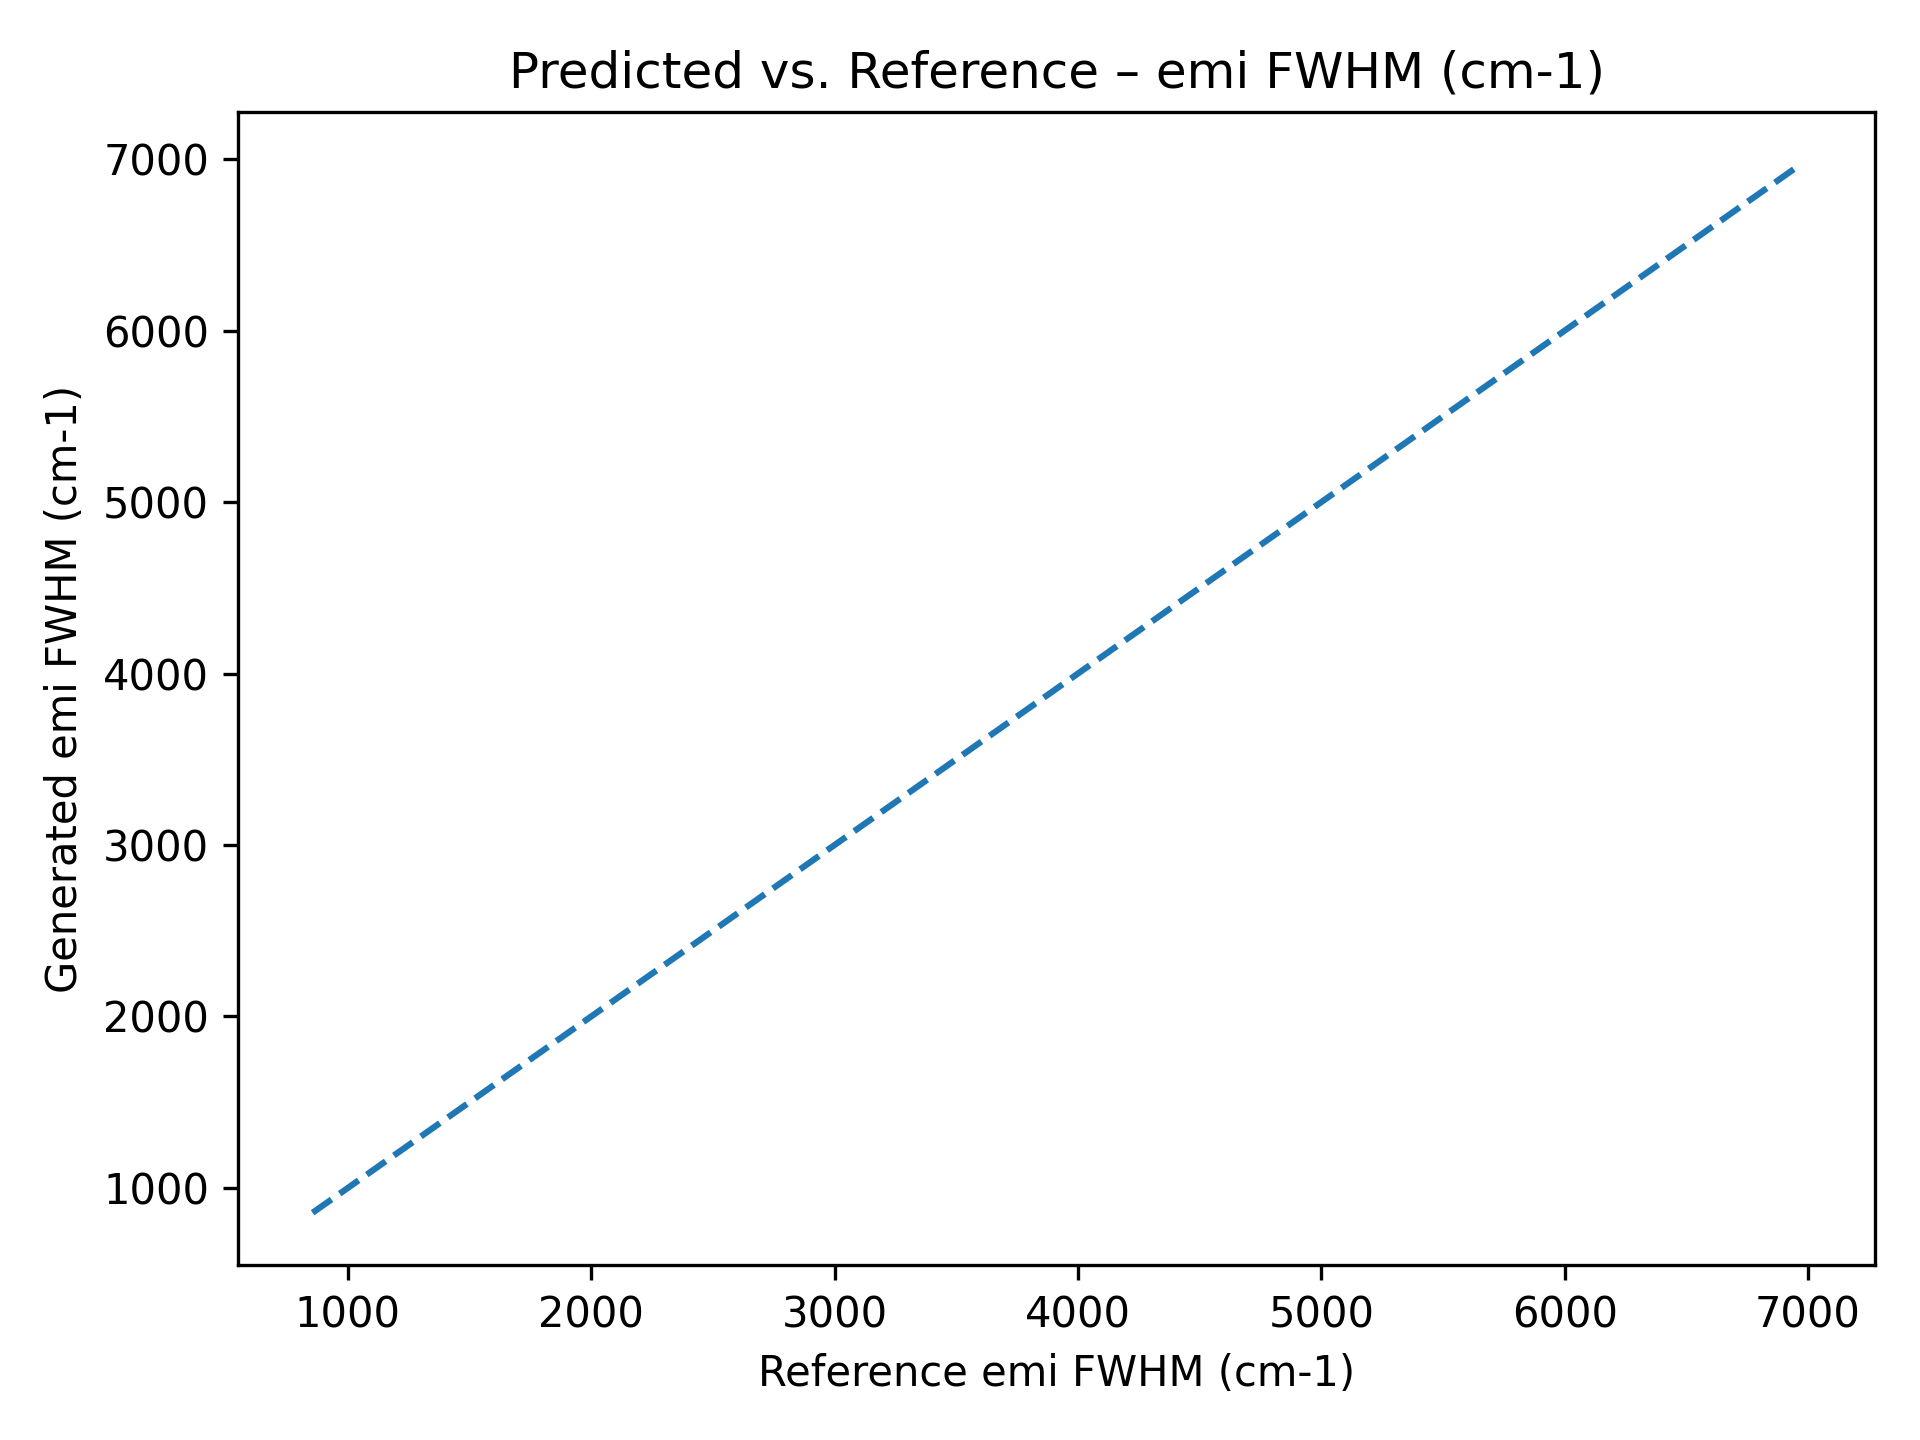 Predicted vs. Reference – emi FWHM (cm-1)
Generated emi FWHM (cm-1)
7000
6000
5000
4000
3000
2000
1000
1000 2000 3000 4000 5000 6000 7000
Reference emi FWHM (cm-1)